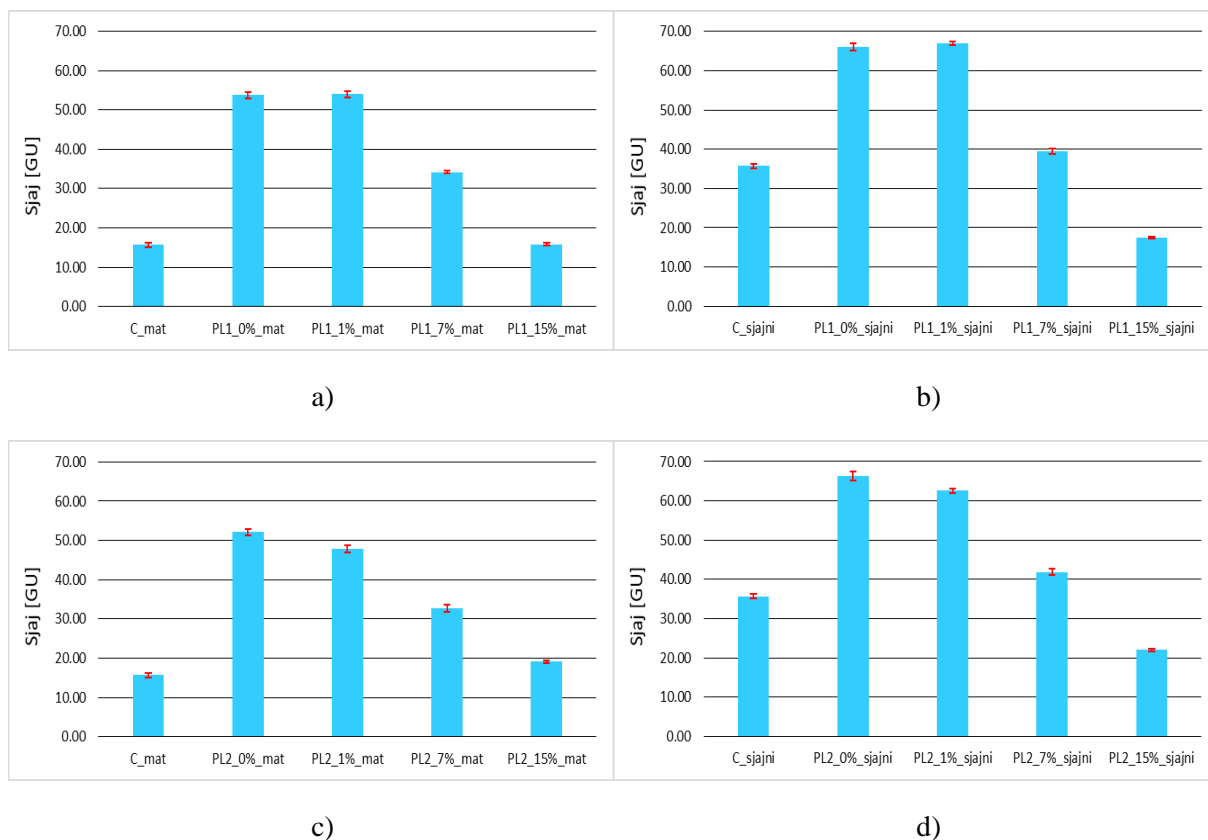 70.00
60.00
50.00
40.00
30.00
20.00
10.00
0.00
Sjaj [GU]
C_mat PL1_0%_mat PL1_1%_mat PL1_7%_mat PL1_15%_mat
a)
70.00
60.00
50.00
40.00
30.00
20.00
10.00
0.00
Sjaj [GU]
C_sjajni PL1_0%_sjajni PL1_1%_sjajni PL1_7%_sjajni PL1_15%_sjajni
b)
70.00
60.00
50.00
40.00
30.00
20.00
10.00
0.00
Sjaj [GU]
C_mat PL2_0%_mat PL2_1%_mat PL2_7%_mat PL2_15%_mat
c)
70.00
60.00
50.00
40.00
30.00
20.00
10.00
0.00
Sjaj [GU]
C_sjajni PL2_0%_sjajni PL2_1%_sjajni PL2_7%_sjajni PL2_15%_sjajni
d)